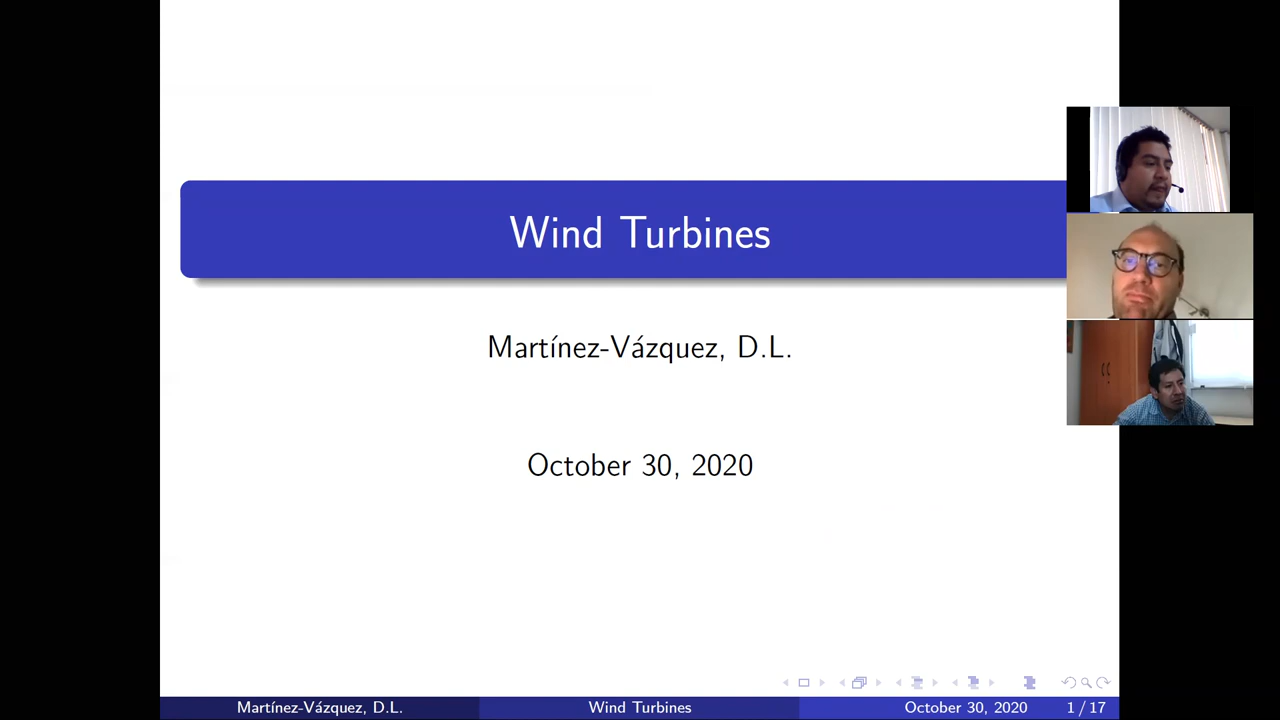 Wind Turbines
Martínez-Vázquez, D.L.
October 30, 2020
Martínez-Vázquez, D.L. Wind Turbines October 30, 2020 1 / 17